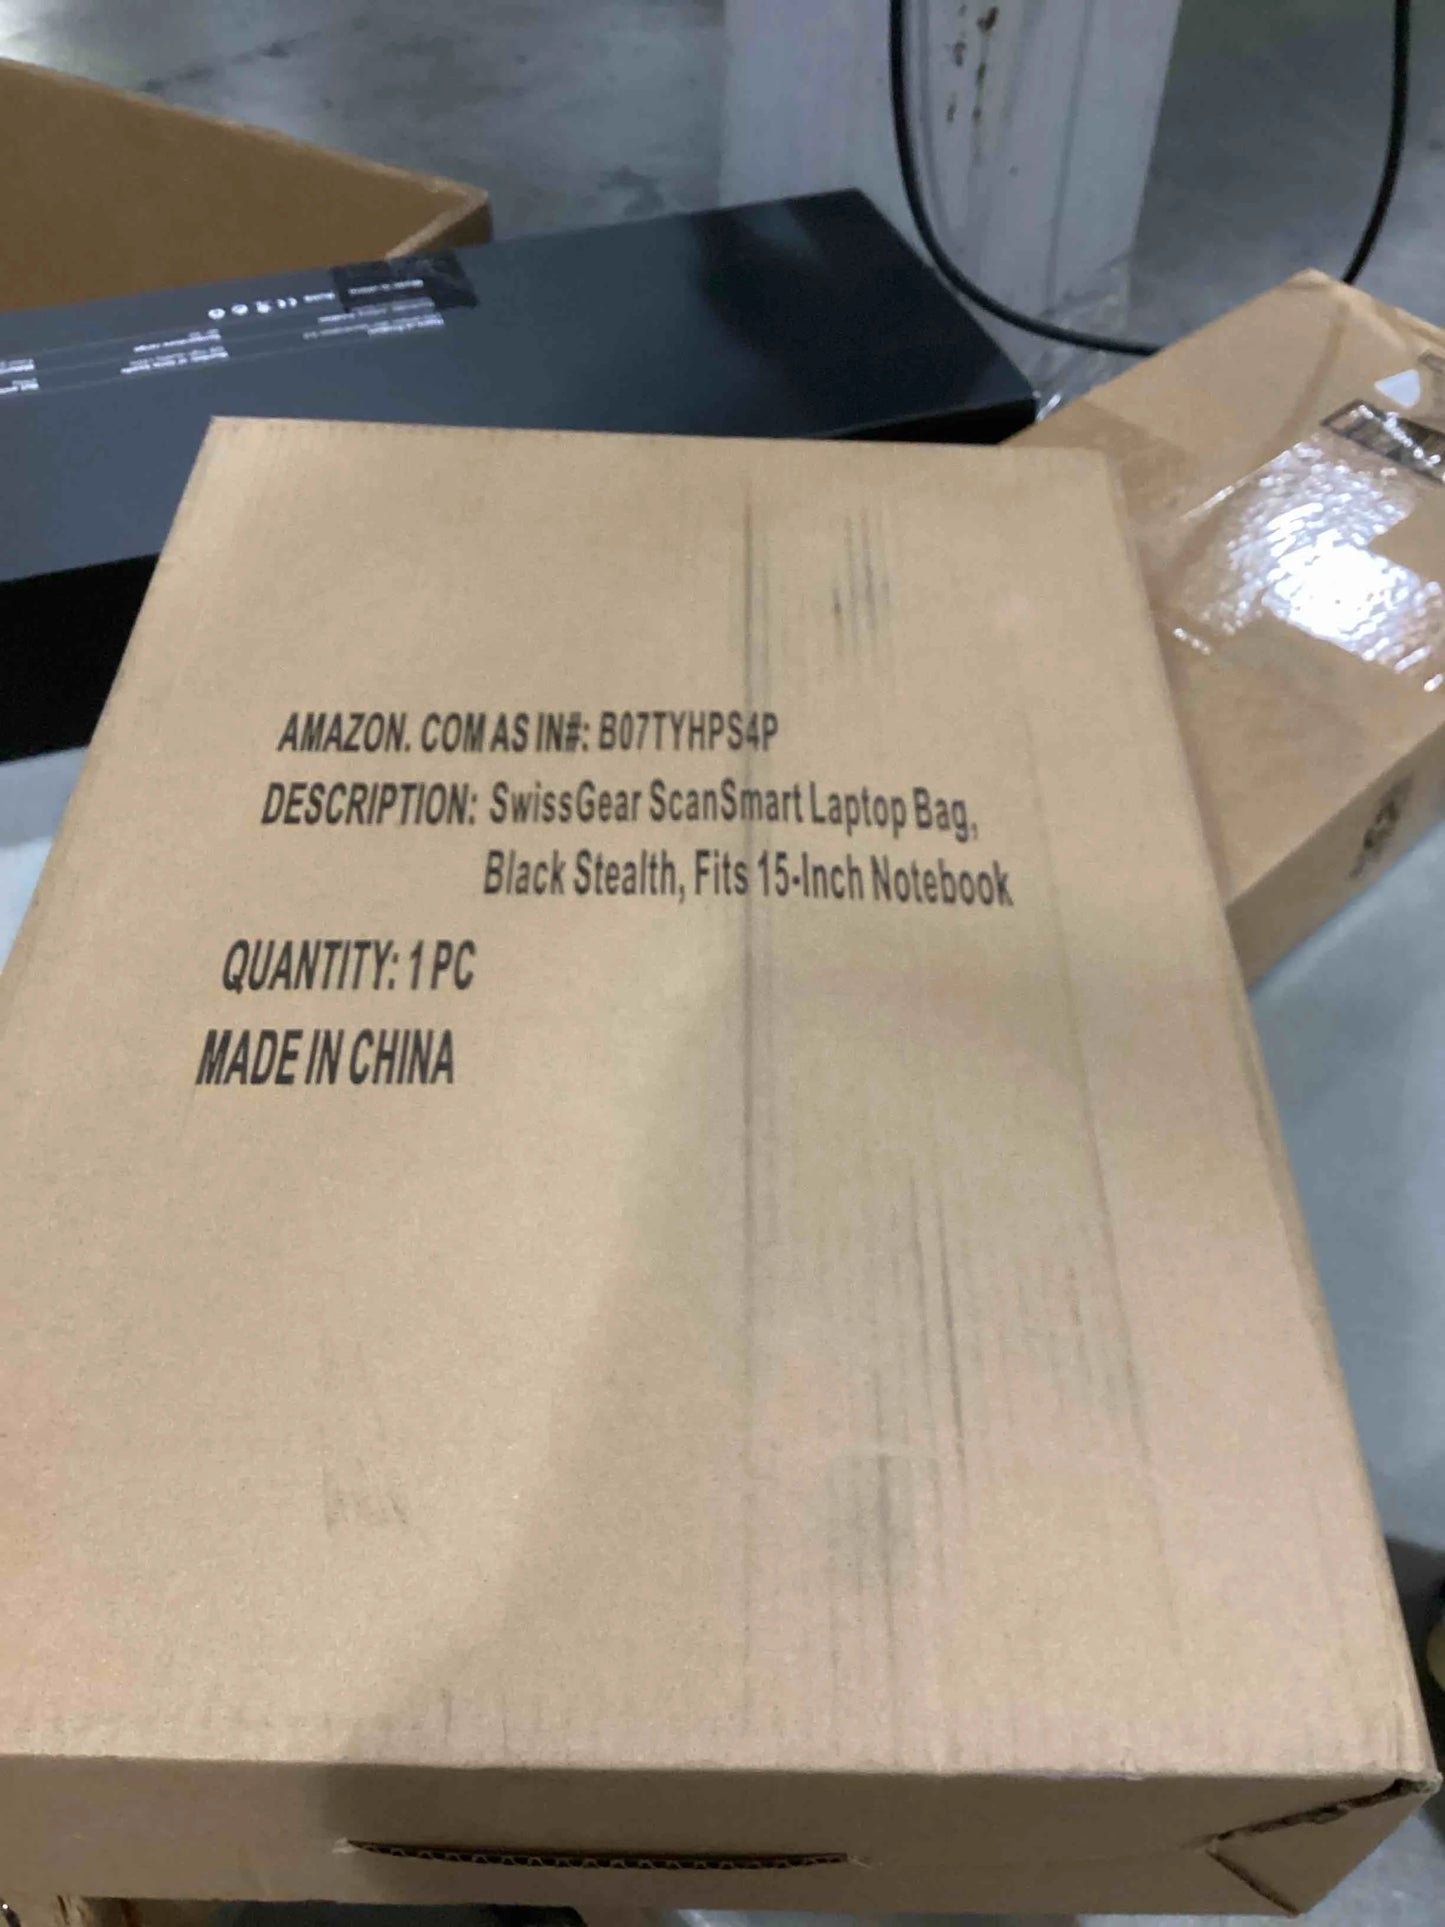 AMAZON. COM AS IN#: B07TYHPS4P
DESCRIPTION: SwissGear ScanSmart Laptop Bag,
Black Stealth, Fits 15-Inch Notebook
QUANTITY: 1 PC
MADE IN CHINA